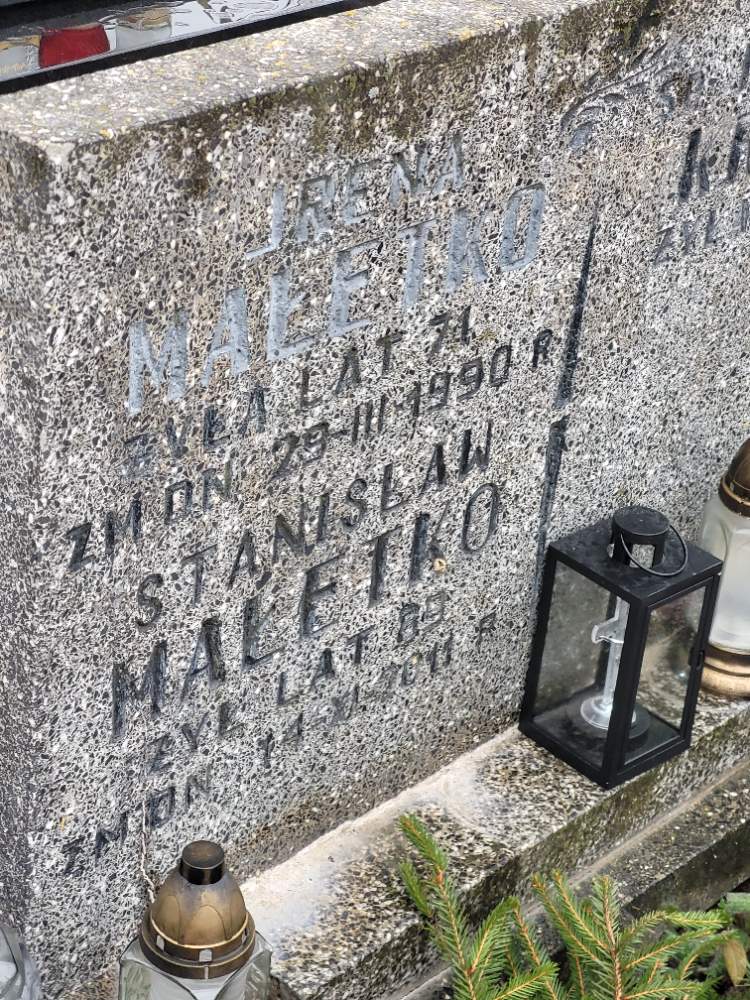 IRENA
MAŁETKO
ŻYŁA LAT 71
ZM DN 29-III-1990 R
STANISŁAW
MAŁETKO
ŻYŁ LAT 89
ZM DN 14-XI-2011 R